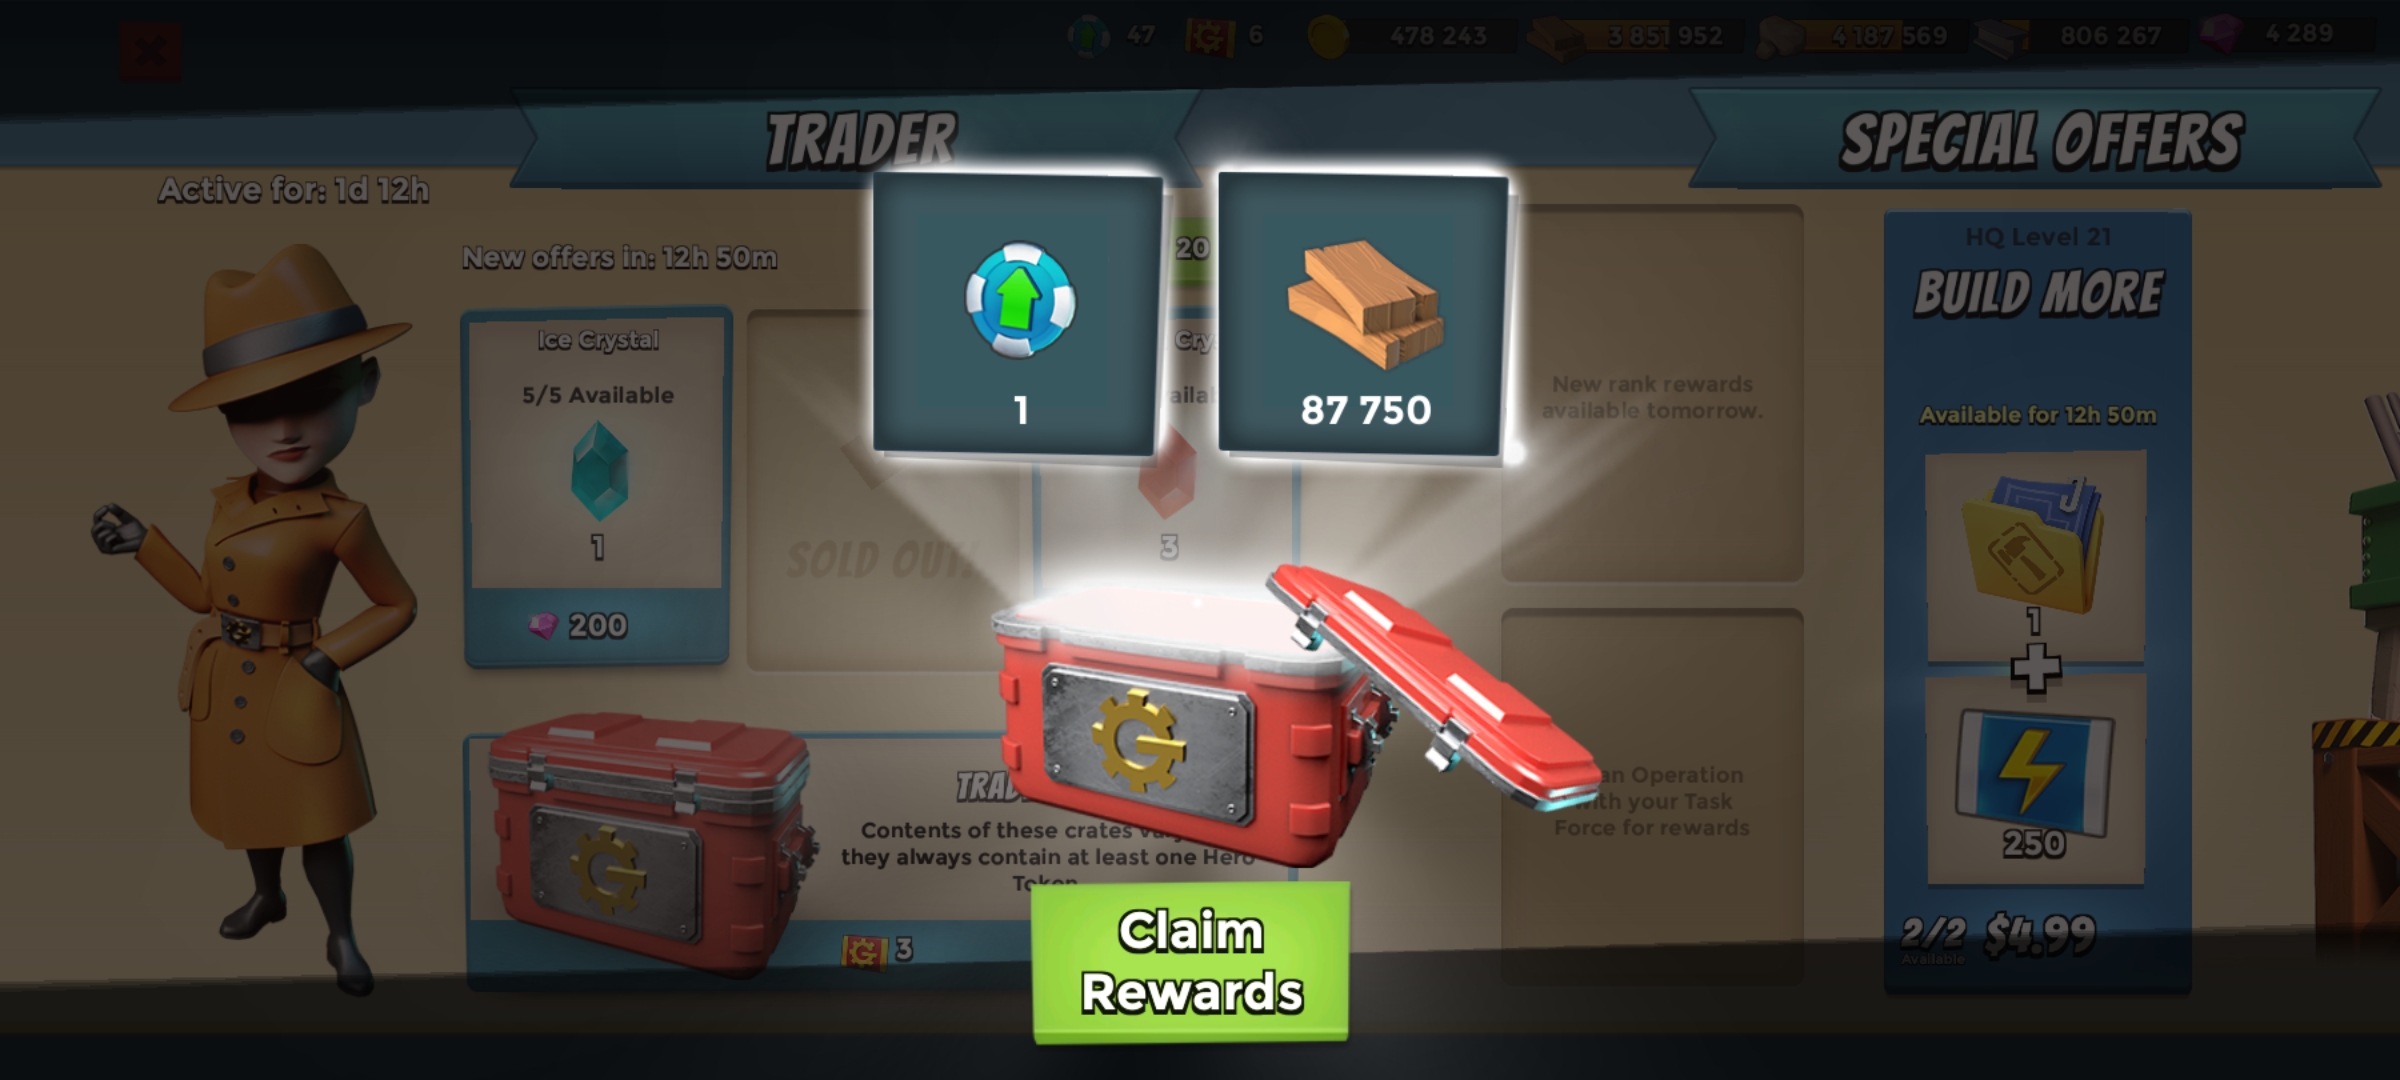 47 6 478 243 3 851 952 4 187 569 806 267 4 289
TRADER
SPECIAL OFFERS
Active for: 1d 12h
New offers in: 12h 50m
20
Ice Crystal
5/5 Available
1
200
SOLD OUT!
3
1
87 750
New rank rewards
available tomorrow.
an Operation
with your Task
Force for rewards
Contents of these crates
they always contain at least one Hero
Token
3
Claim
Rewards
HQ Level 21
BUILD MORE
Available for 12h 50m
1
250
2/2 $4.99
Available